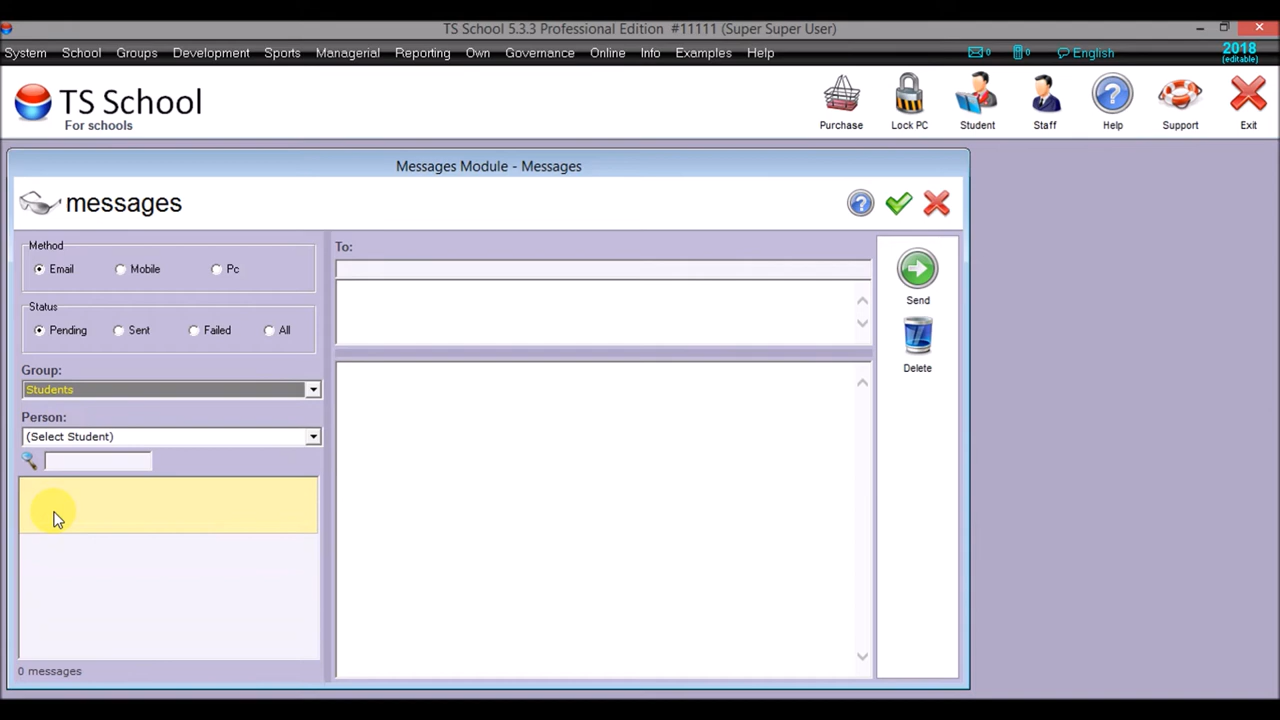 TS School 5.3.3 Professional Edition #11111 (Super Super User)
System School Groups Development Sports Managerial Reporting Own Governance Online Info Examples Help 0 0 English 2018
(editable)
TS School
For schools
Purchase Lock PC Student Staff Help Support Exit
Messages Module - Messages
messages
Method
Email Mobile Pc
Status
Pending Sent Failed All
Group:
Students
Person:
(Select Student)
0 messages
To:
Send
Delete